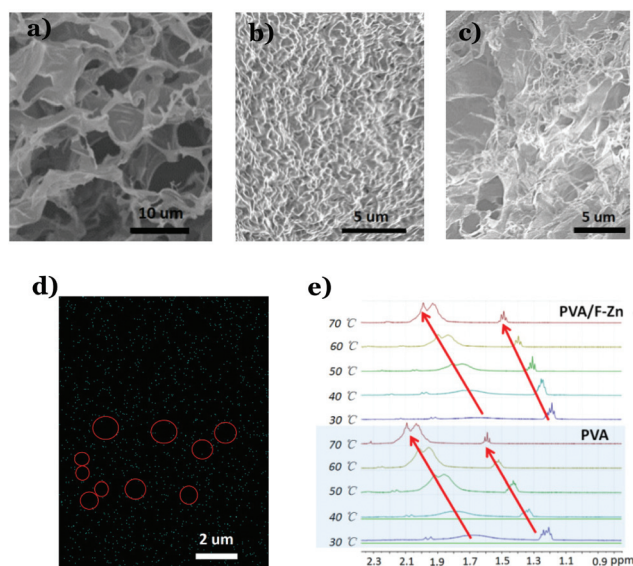 a)
10 um
b)
5 um
c)
5 um
d)
2 um
e)
PVA/F-Zn
70 ℃
60 ℃
50 ℃
40 ℃
30 ℃
PVA
70 ℃
60 ℃
50 ℃
40 ℃
30 ℃
2.3 2.1 1.9 1.7 1.5 1.3 1.1 0.9 ppm